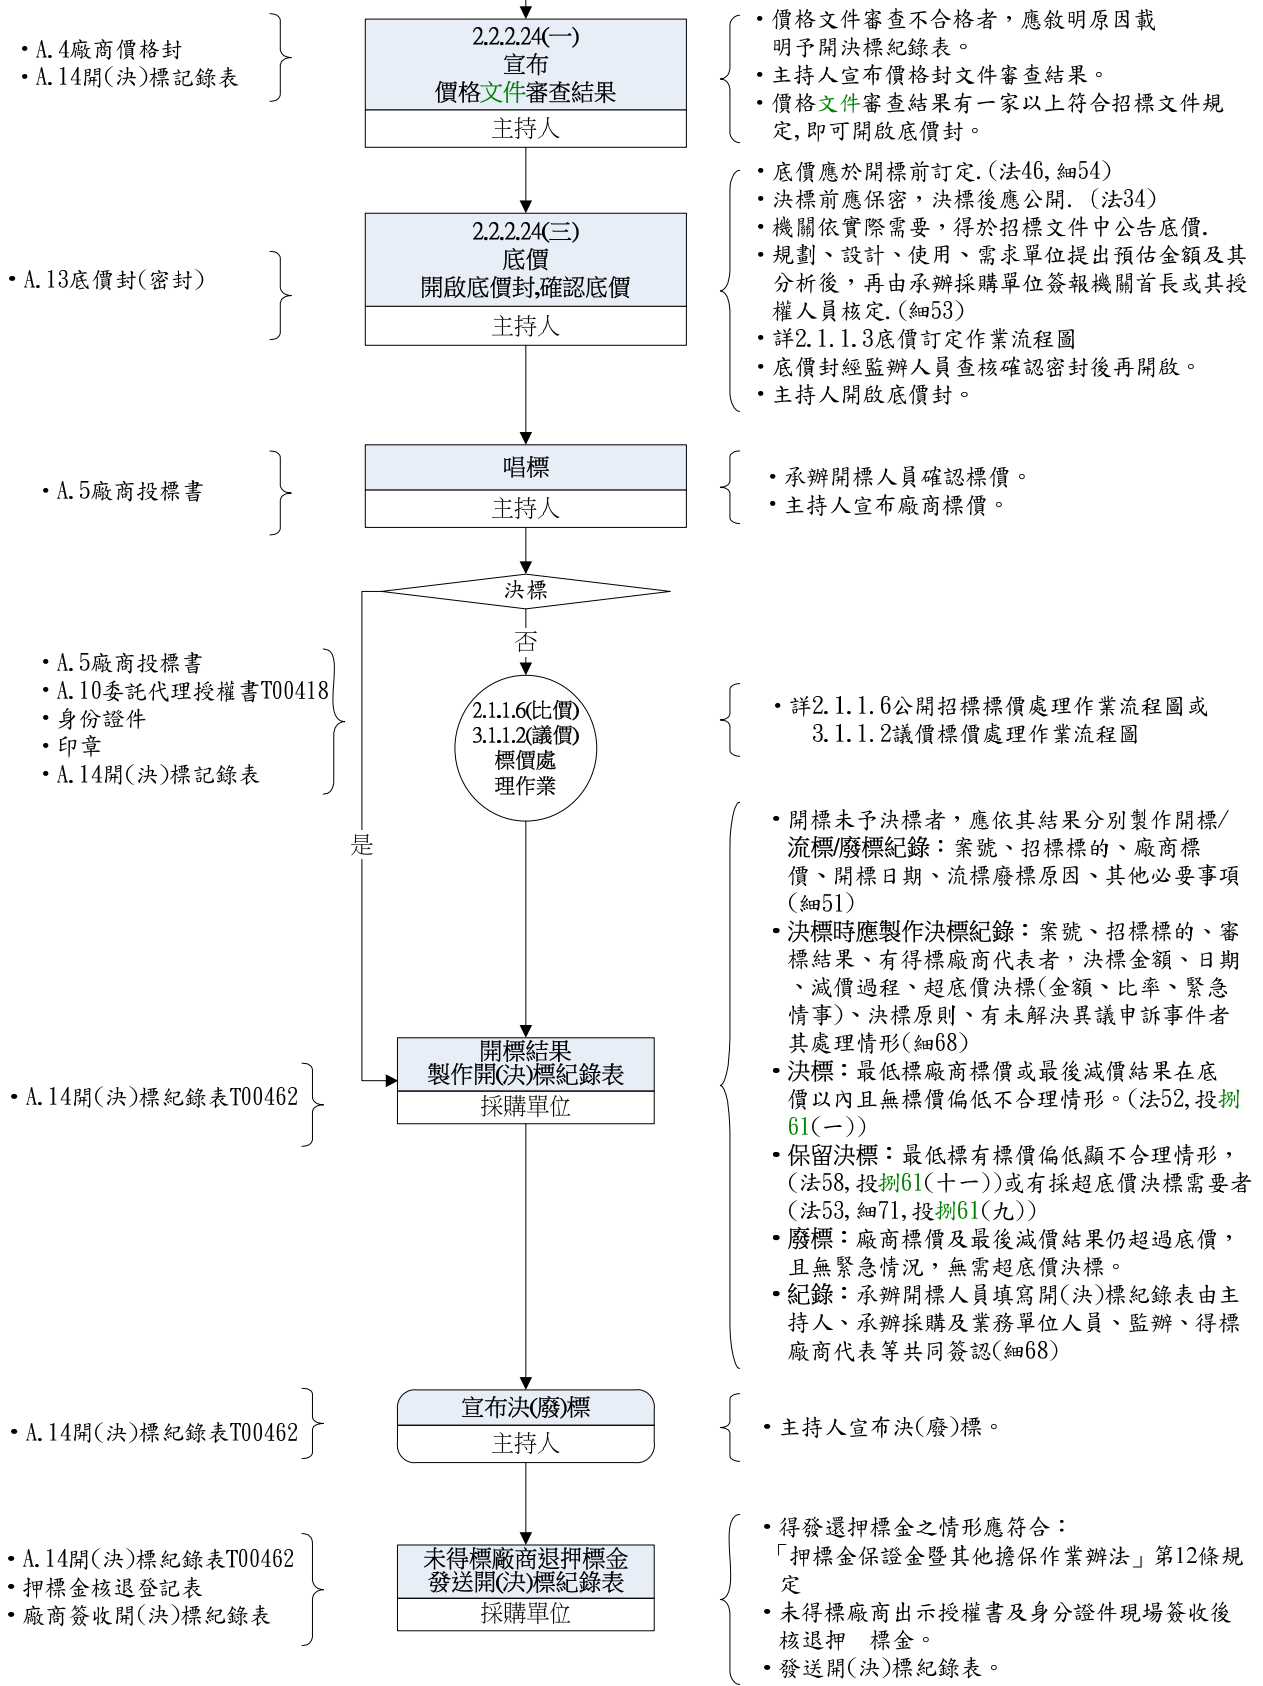 • A.4廠商價格封
• A.14開(決)標記錄表
2.2.2.24(一)
宣布
價格文件審查結果
主持人
• 價格文件審查不合格者，應敘明原因載
明予開決標紀錄表。
• 主持人宣布價格封文件審查結果。
• 價格文件審查結果有一家以上符合招標文件規
定,即可開啟底價封。
• A.13底價封(密封)
2.2.2.24(三)
底價
開啟底價封,確認底價
主持人
• 底價應於開標前訂定.(法46,細54)
• 決標前應保密，決標後應公開. (法34)
• 機關依實際需要，得於招標文件中公告底價.
• 規劃、設計、使用、需求單位提出預估金額及其
分析後，再由承辦採購單位簽報機關首長或其授
權人員核定.(細53)
• 詳2.1.1.3底價訂定作業流程圖
• 底價封經監辦人員查核確認密封後再開啟。
• 主持人開啟底價封。
• A.5廠商投標書
唱標
主持人
• 承辦開標人員確認標價。
• 主持人宣布廠商標價。
決標
否
是
• A.5廠商投標書
• A.10委託代理授權書T00418
• 身份證件
• 印章
• A.14開(決)標記錄表
2.1.1.6(比價)
3.1.1.2(議價)
標價處
理作業
• 詳2.1.1.6公開招標標價處理作業流程圖或
3.1.1.2議價標價處理作業流程圖
• A.14開(決)標紀錄表T00462
開標結果
製作開(決)標紀錄表
採購單位
• 開標未予決標者，應依其結果分別製作開標/
流標/廢標紀錄：案號、招標標的、廠商標
價、開標日期、流標廢標原因、其他必要事項
(細51)
• 決標時應製作決標紀錄：案號、招標標的、審
標結果、有得標廠商代表者，決標金額、日期
、減價過程、超底價決標(金額、比率、緊急
情事)、決標原則、有未解決異議申訴事件者
其處理情形(細68)
• 決標：最低標廠商標價或最後減價結果在底
價以內且無標價偏低不合理情形。(法52,投捌
61(一))
• 保留決標：最低標有標價偏低顯不合理情形，
(法58,投捌61(十一))或有採超底價決標需要者
(法53,細71,投捌61(九))
• 廢標：廠商標價及最後減價結果仍超過底價，
且無緊急情況，無需超底價決標。
• 紀錄：承辦開標人員填寫開(決)標紀錄表由主
持人、承辦採購及業務單位人員、監辦、得標
廠商代表等共同簽認(細68)
• A.14開(決)標紀錄表T00462
宣布決(廢)標
主持人
• 主持人宣布決(廢)標。
• A.14開(決)標紀錄表T00462
• 押標金核退登記表
• 廠商簽收開(決)標紀錄表
未得標廠商退押標金
發送開(決)標紀錄表
採購單位
• 得發還押標金之情形應符合：
「押標金保證金暨其他擔保作業辦法」第12條規
定
• 未得標廠商出示授權書及身分證件現場簽收後
核退押　標金。
• 發送開(決)標紀錄表。